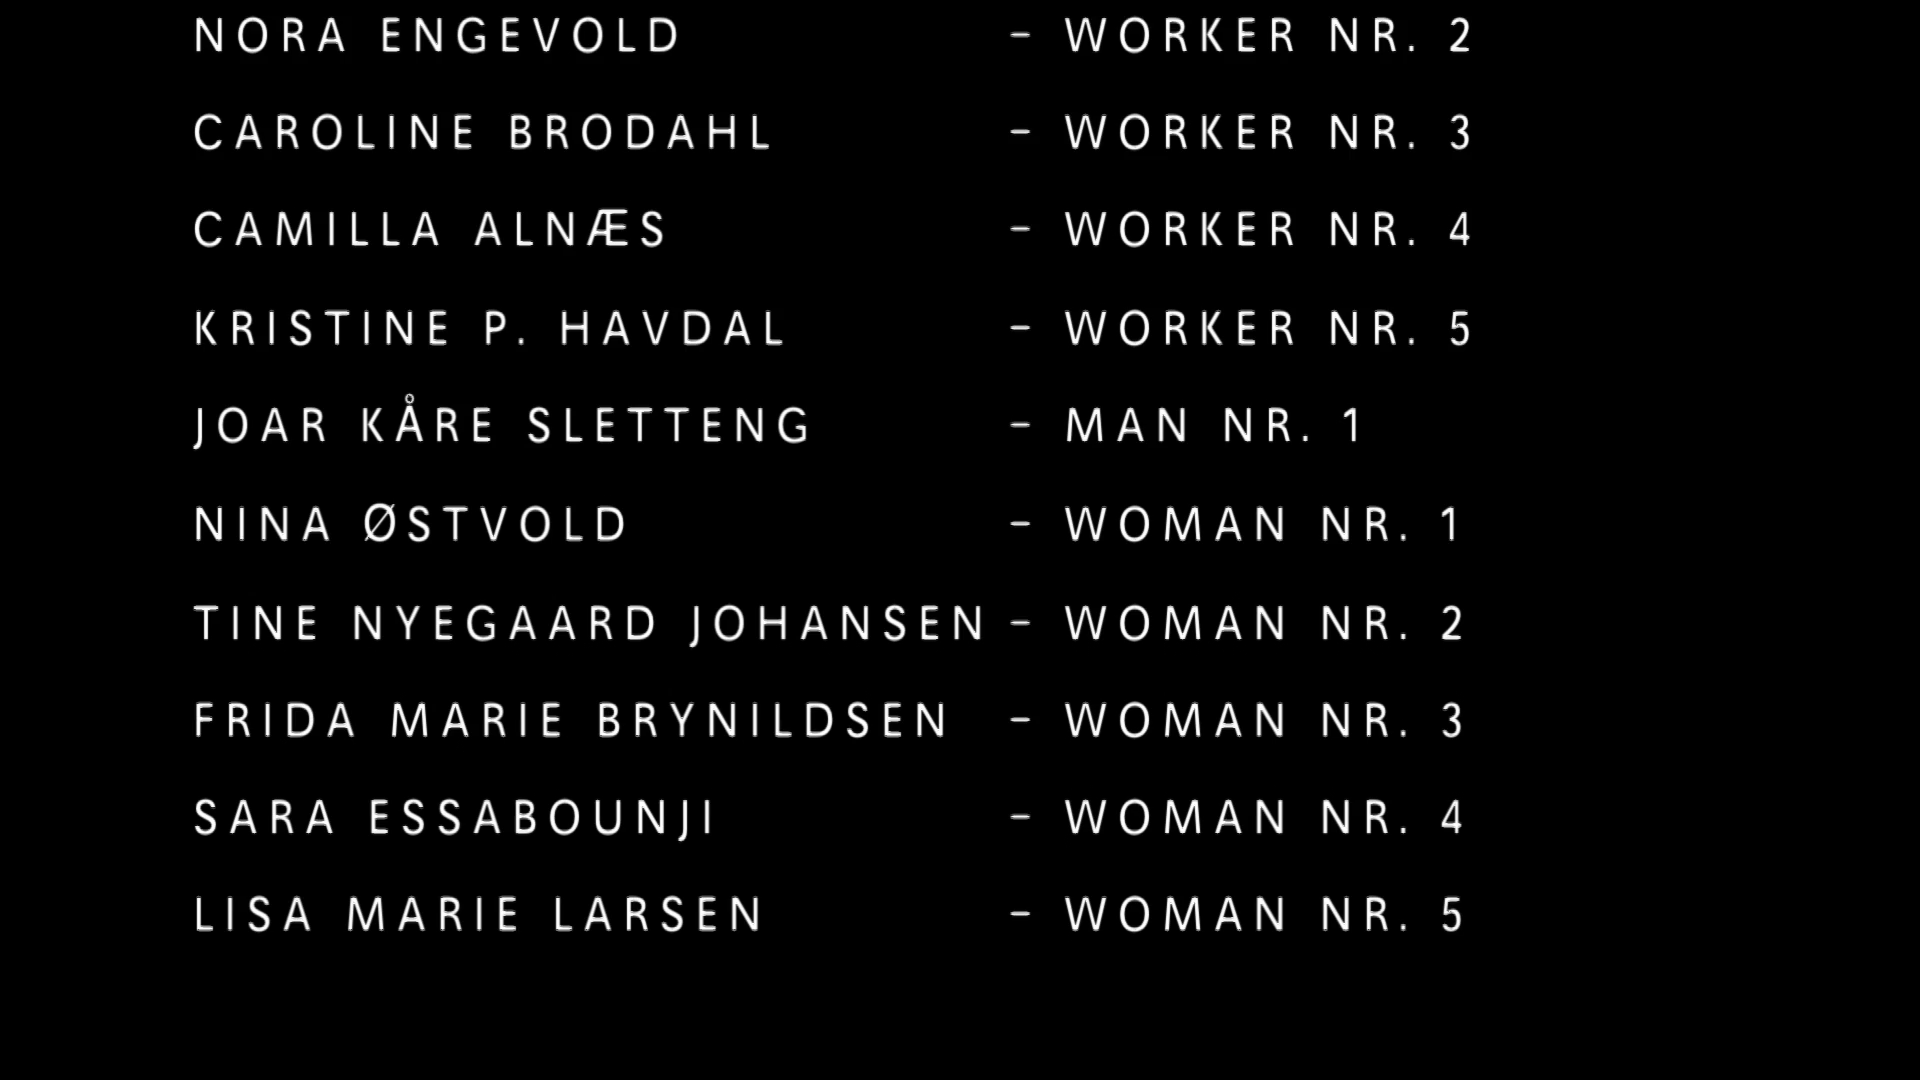 NORA ENGEVOLD – WORKER NR. 2
CAROLINE BRODAHL – WORKER NR. 3
CAMILLA ALNÆS – WORKER NR. 4
KRISTINE P. HAVDAL – WORKER NR. 5
JOAR KÅRE SLETTENG – MAN NR. 1
NINA ØSTVOLD – WOMAN NR. 1
TINE NYEGAARD JOHANSEN – WOMAN NR. 2
FRIDA MARIE BRYNILDSEN – WOMAN NR. 3
SARA ESSABOUNJI – WOMAN NR. 4
LISA MARIE LARSEN – WOMAN NR. 5